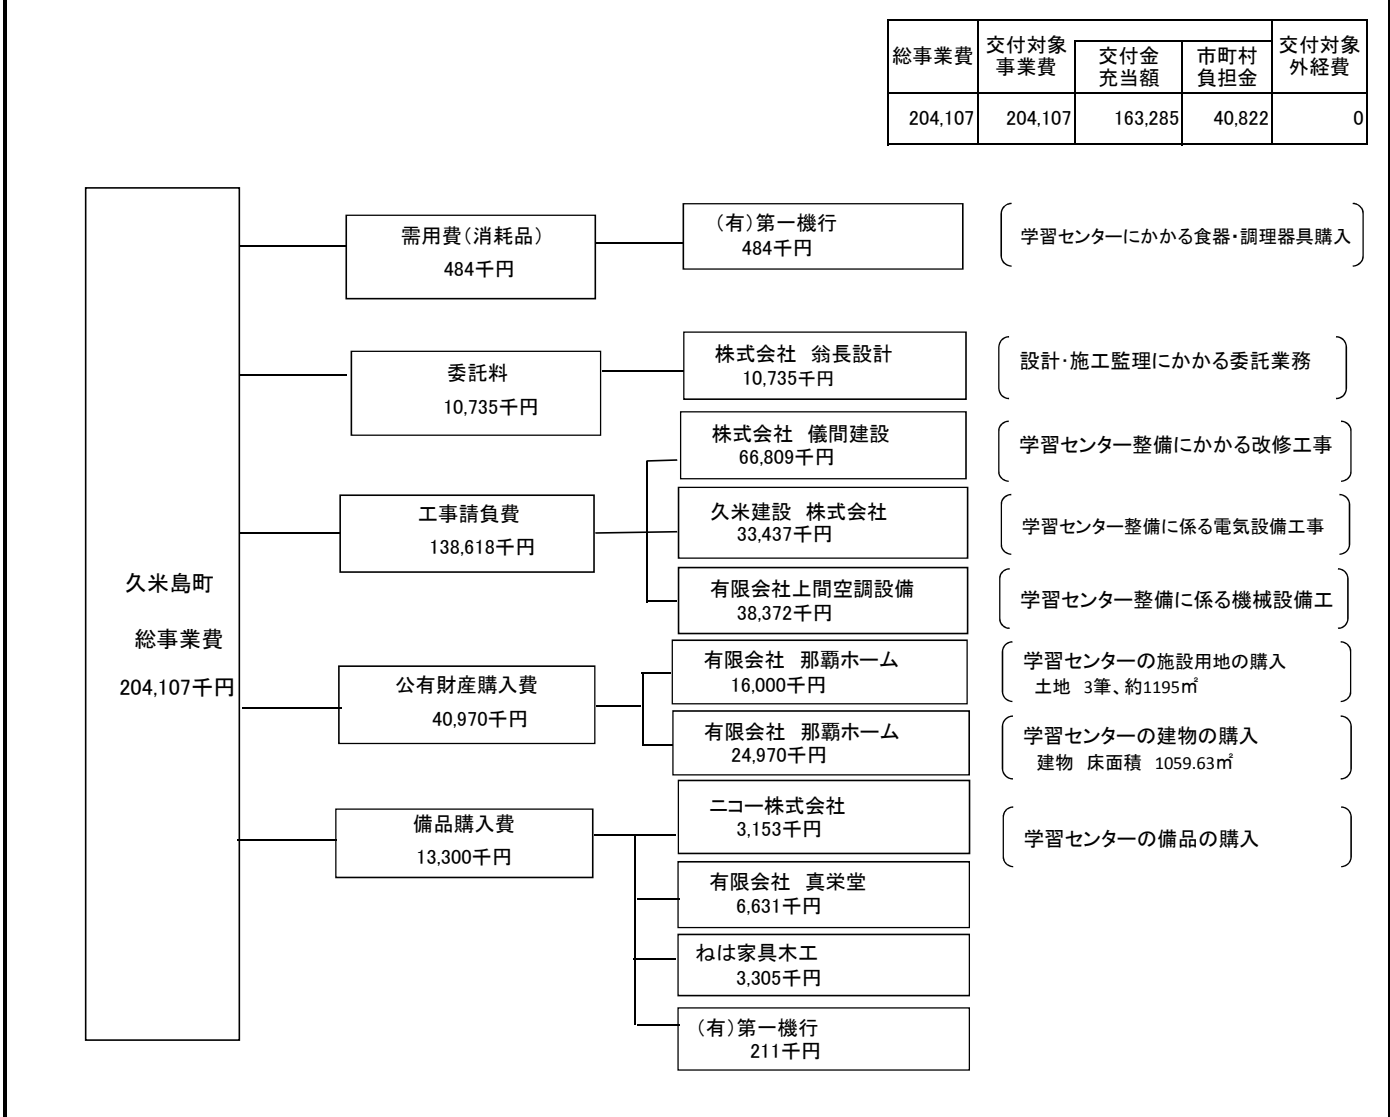 総事業費 交付対象事業費 交付金充当額 市町村負担金 交付対象外経費
204,107 204,107 163,285 40,822 0
久米島町
総事業費
204,107千円
需用費(消耗品)
484千円
(有)第一機行
484千円
学習センターにかかる食器・調理器具購入
委託料
10,735千円
株式会社 翁長設計
10,735千円
設計・施工監理にかかる委託業務
工事請負費
138,618千円
株式会社 儀間建設
66,809千円
学習センター整備にかかる改修工事
久米建設 株式会社
33,437千円
学習センター整備に係る電気設備工事
有限会社上間空調設備
38,372千円
学習センター整備に係る機械設備工
公有財産購入費
40,970千円
有限会社 那覇ホーム
16,000千円
学習センターの施設用地の購入
土地 3筆、約1195㎡
有限会社 那覇ホーム
24,970千円
学習センターの建物の購入
建物 床面積 1059.63㎡
備品購入費
13,300千円
ニコー株式会社
3,153千円
学習センターの備品の購入
有限会社 真栄堂
6,631千円
ねは家具木工
3,305千円
(有)第一機行
211千円